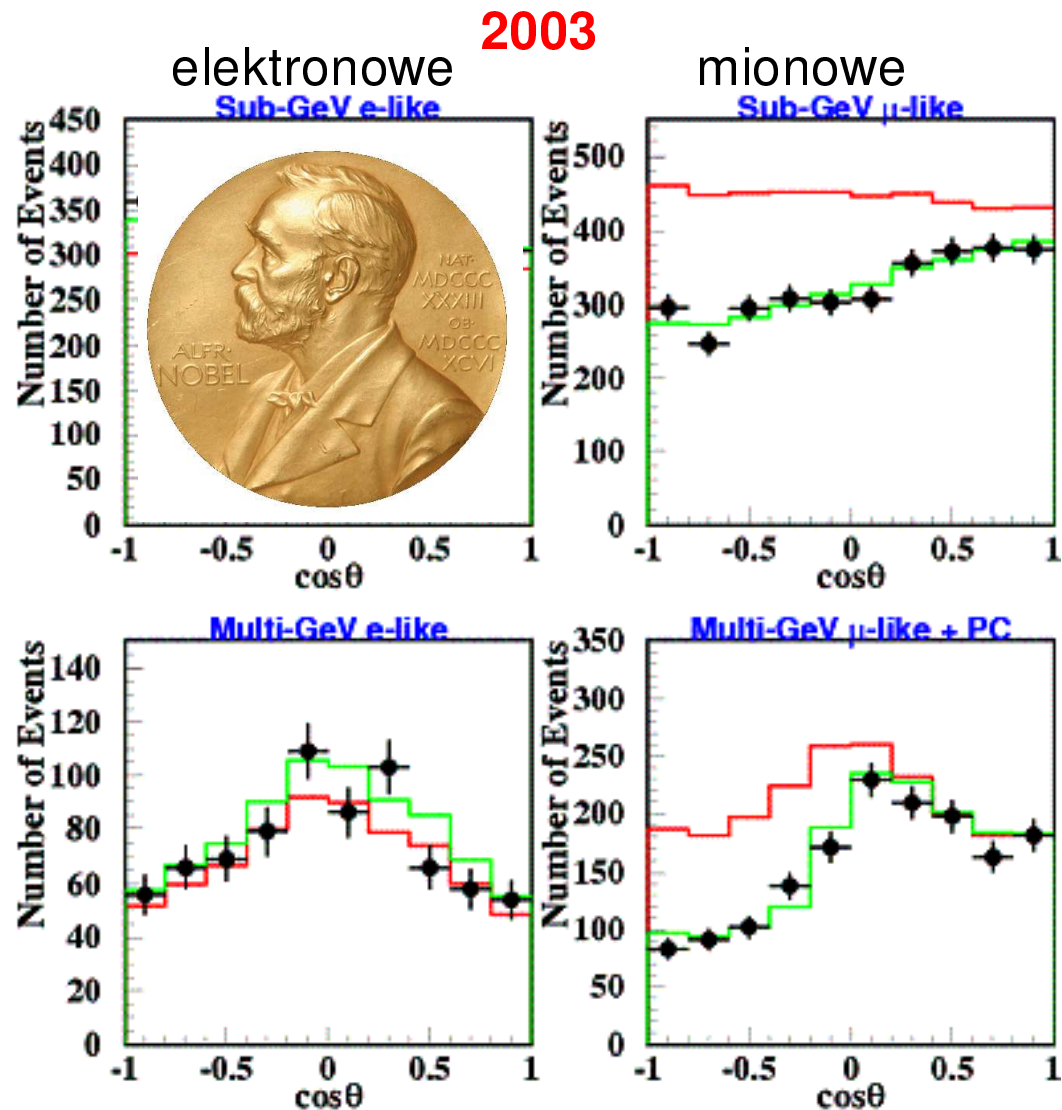 2003
elektronowe
mionowe
Sub-GeV e-like
Number of Events
450
400
350
300
250
200
150
100
50
0
-1
-0.5
0
0.5
1
cosθ
NAT·
MDCCC
XXXIII
OB·
MDCCC
XCVI
ALFR·
NOBEL
Sub-GeV μ-like
Number of Events
500
400
300
200
100
0
-1
-0.5
0
0.5
1
cosθ
Multi-GeV e-like
Number of Events
140
120
100
80
60
40
20
0
-1
-0.5
0
0.5
1
cosθ
Multi-GeV μ-like + PC
Number of Events
350
300
250
200
150
100
50
0
-1
-0.5
0
0.5
1
cosθ